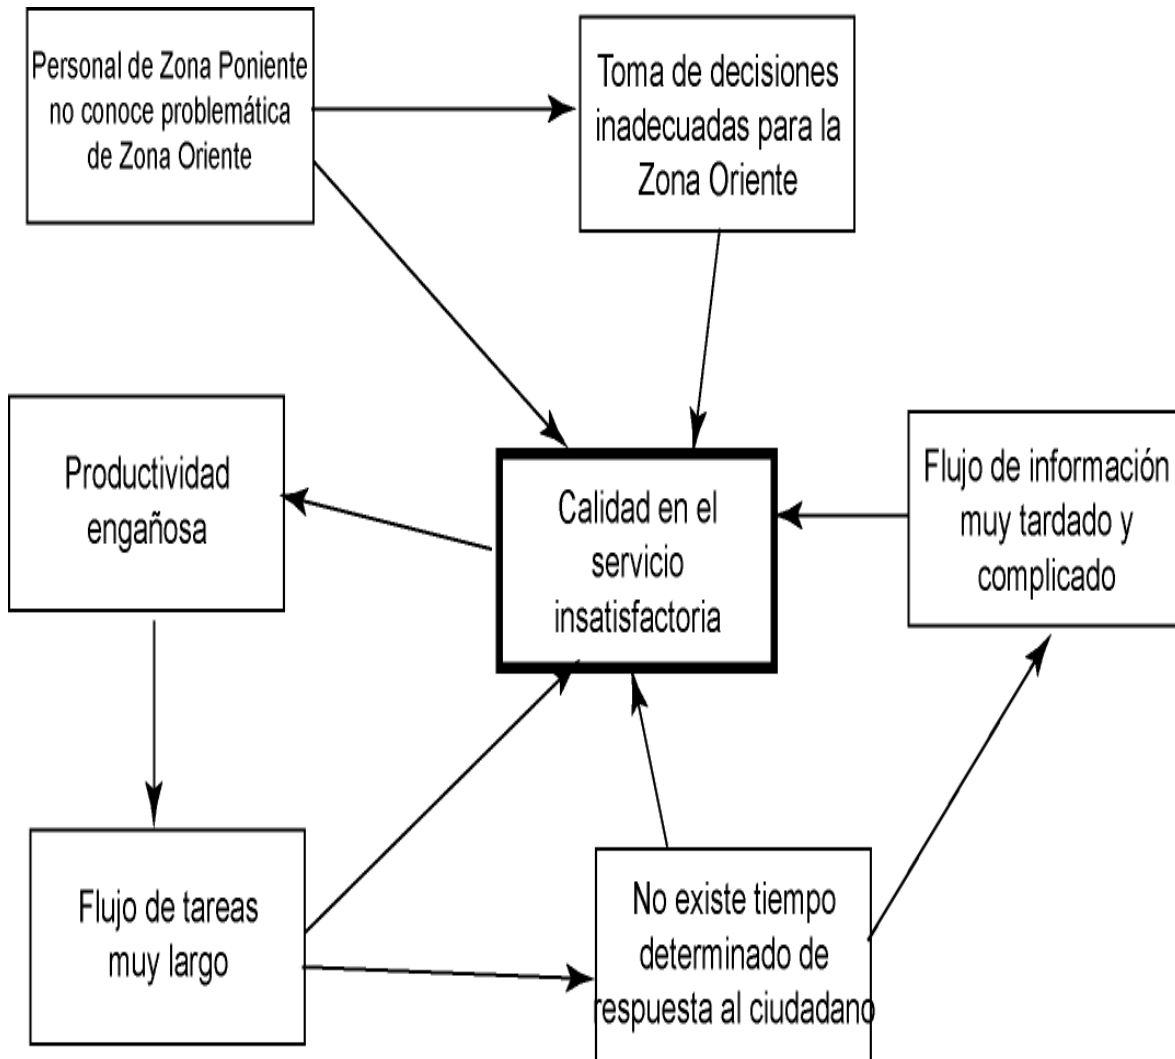 Personal de Zona Poniente
no conoce problemática
de Zona Oriente
Toma de decisiones
inadecuadas para la
Zona Oriente
Productividad
engañosa
Calidad en el
servicio
insatisfactoria
Flujo de información
muy tardado y
complicado
Flujo de tareas
muy largo
No existe tiempo
determinado de
respuesta al ciudadano